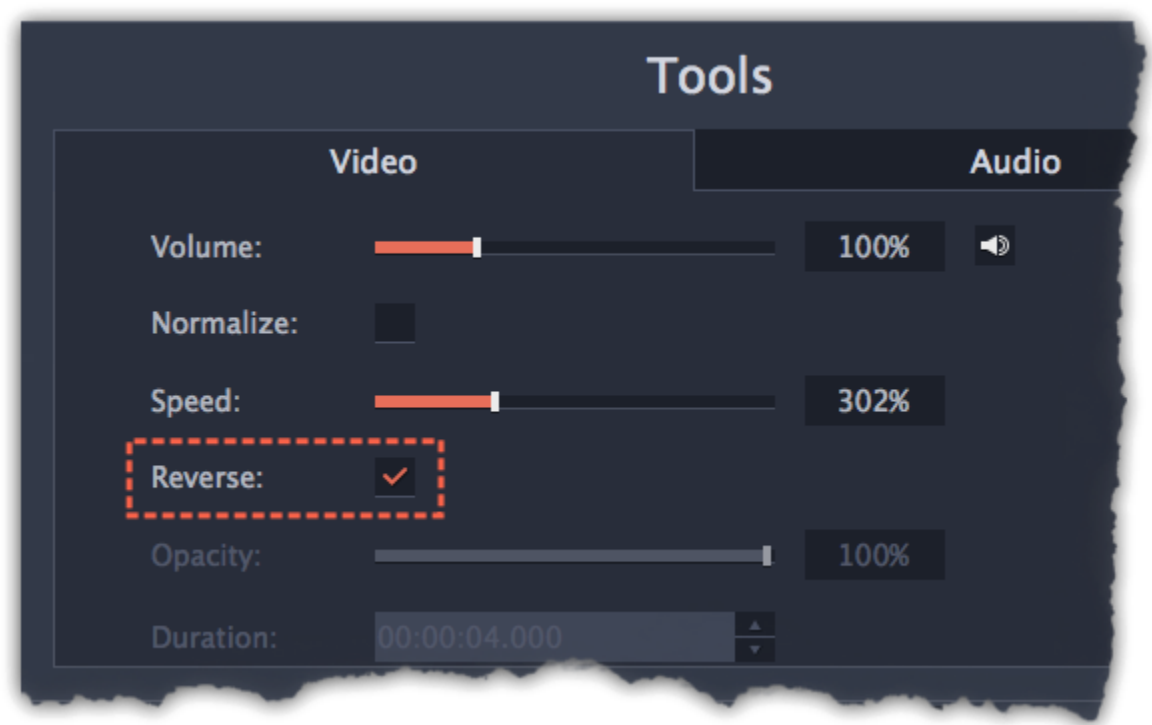 Tools
Video Audio
Volume: 100%
Normalize:
Speed: 302%
Reverse:
Opacity: 100%
Duration: 00:00:04.000